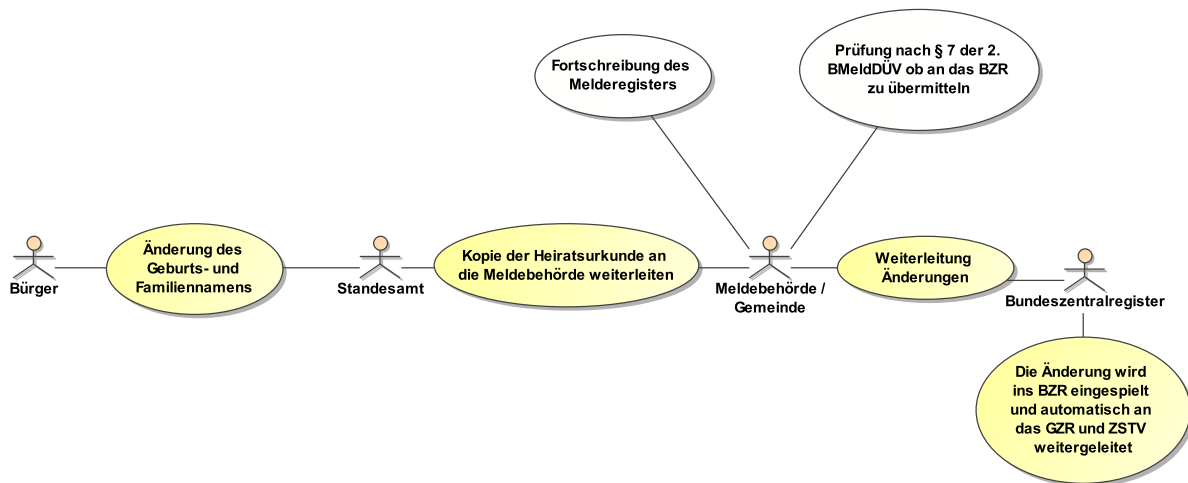 Fortschreibung des
Melderegisters
Prüfung nach § 7 der 2.
BMeldDÜV ob an das BZR
zu übermitteln
Bürger
Änderung des
Geburts- und
Familiennamens
Standesamt
Kopie der Heiratsurkunde an
die Meldebehörde weiterleiten
Meldebehörde /
Gemeinde
Weiterleitung
Änderungen
Bundeszentralregister
Die Änderung wird
ins BZR eingespielt
und automatisch an
das GZR und ZSTV
weitergeleitet